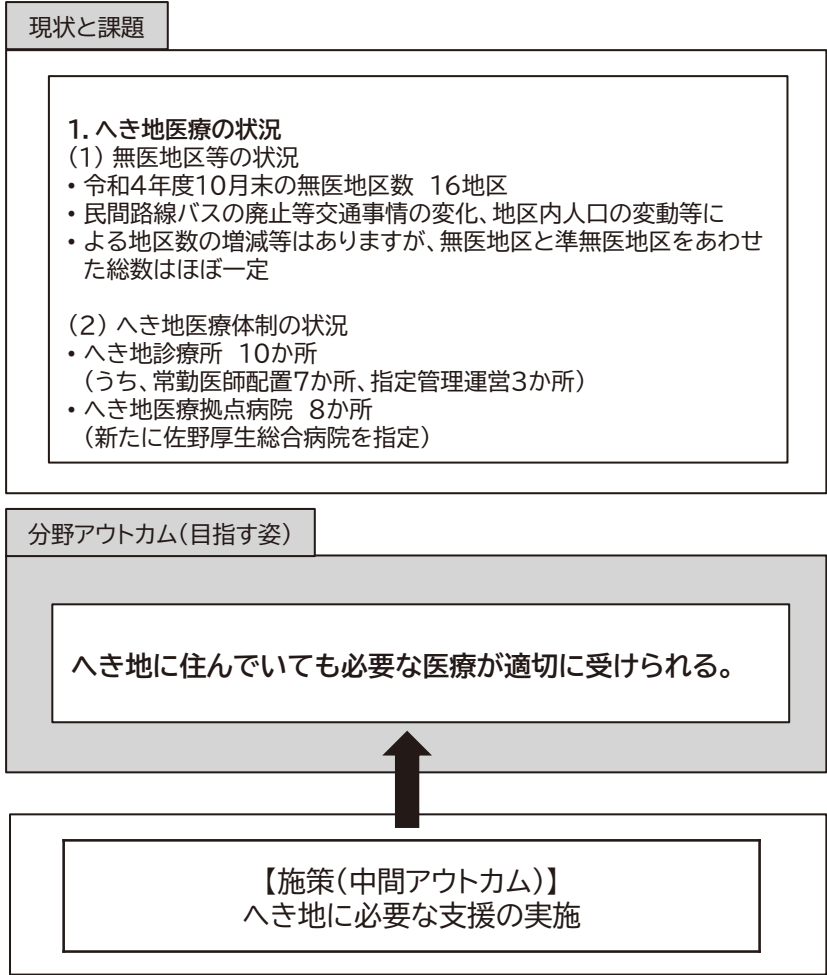 現状と課題
1. へき地医療の状況
(1) 無医地区等の状況
• 令和4年度10月末の無医地区数 16地区
• 民間路線バスの廃止等交通事情の変化、地区内人口の変動等に
• よる地区数の増減等はありますが、無医地区と準無医地区をあわせ
た総数はほぼ一定
(2) へき地医療体制の状況
• へき地診療所 10か所
(うち、常勤医師配置7か所、指定管理運営3か所)
• へき地医療拠点病院 8か所
(新たに佐野厚生総合病院を指定)
分野アウトカム(目指す姿)
へき地に住んでいても必要な医療が適切に受けられる。
【施策(中間アウトカム)】
へき地に必要な支援の実施